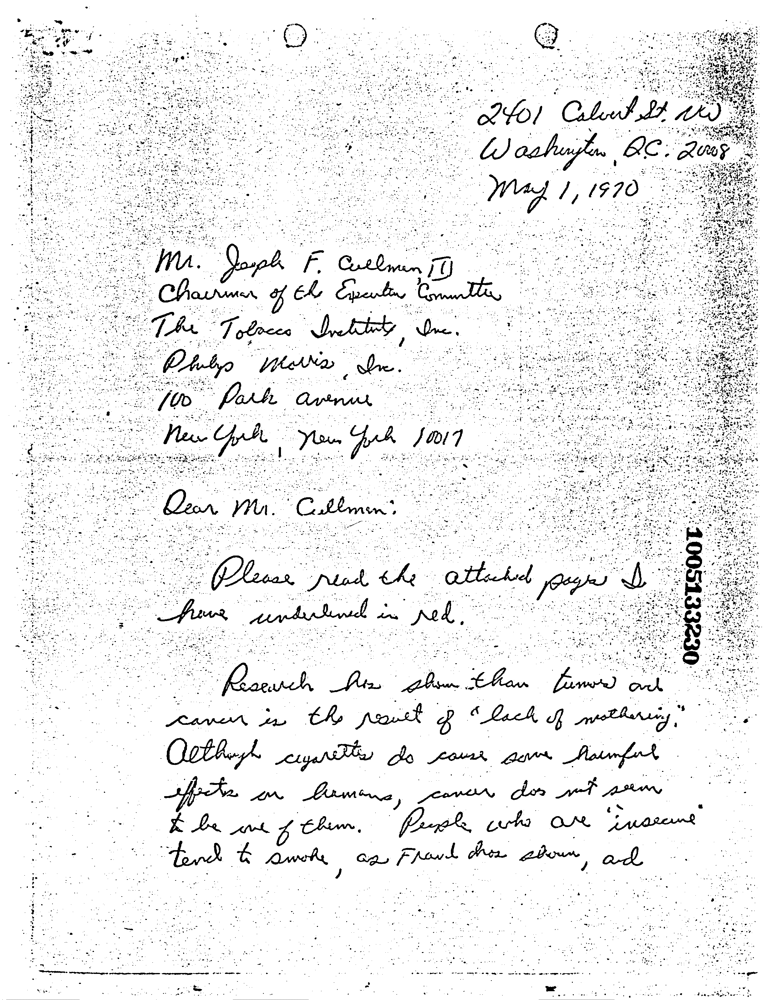 2401 Calvert St. NW
Washington, D.C. 20008
May 1, 1970
Mr. Joseph F. Cullman, III
Chairman of the Executive Committee
The Tobacco Institute, Inc.
Philip Morris, Inc.
100 Park Avenue
New York, New York 10017
Dear Mr. Cullman:
Please read the attached pages I
have underlined in red.
Research has shown than tumors and
cancer is the result of "lack of mothering."
Although cigarettes do cause some harmful
effects on humans, cancer does not seem
to be one of them. People who are "insecure"
tend to smoke, as Freud has shown, and
1005133230